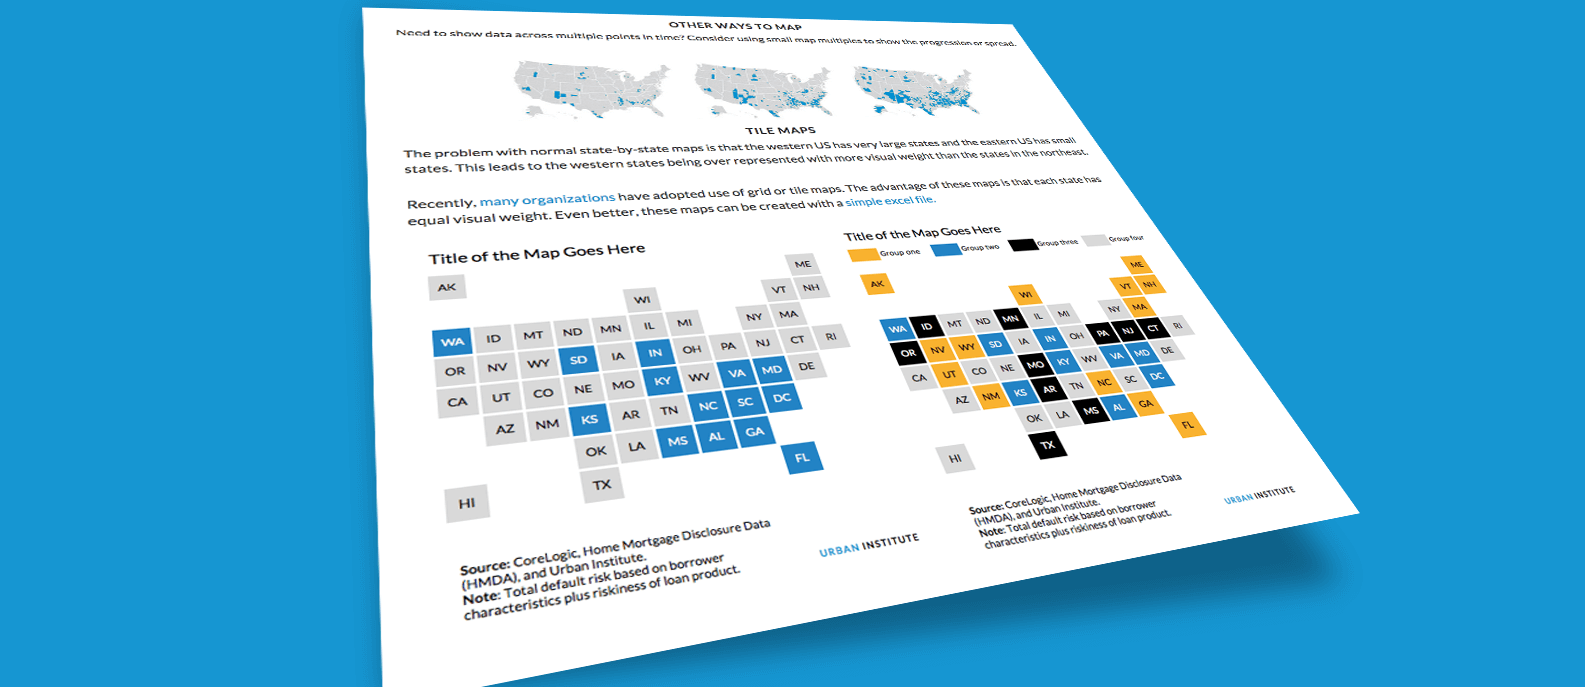 OTHER WAYS TO MAP
Need to show data across multiple points in time? Consider using small map multiples to show the progression or spread.
TILE MAPS
The problem with normal state-by-state maps is that the western US has very large states and the eastern US has small
states. This leads to the western states being over represented with more visual weight than the states in the northeast.
Recently, many organizations have adopted use of grid or tile maps. The advantage of these maps is that each state has
equal visual weight. Even better, these maps can be created with a simple excel file.
Title of the Map Goes Here
AK
ME
WI
VT NH
WA ID MT ND MN IL MI NY MA
OR NV WY SD IA IN OH PA NJ CT RI
CA UT CO NE MO KY WV VA MD DE
AZ NM KS AR TN NC SC DC
OK LA MS AL GA
HI TX FL
Source: CoreLogic, Home Mortgage Disclosure Data
(HMDA), and Urban Institute.
Note: Total default risk based on borrower
characteristics plus riskiness of loan product.
URBAN INSTITUTE
Title of the Map Goes Here
Group one Group two Group three Group four
AK
ME
WI
VT NH
WA ID MT ND MN IL MI NY MA
OR NV WY SD IA IN OH PA NJ CT RI
CA UT CO NE MO KY WV VA MD DE
AZ NM KS AR TN NC SC DC
OK LA MS AL GA
HI TX FL
Source: CoreLogic, Home Mortgage Disclosure Data
(HMDA), and Urban Institute.
Note: Total default risk based on borrower
characteristics plus riskiness of loan product.
URBAN INSTITUTE